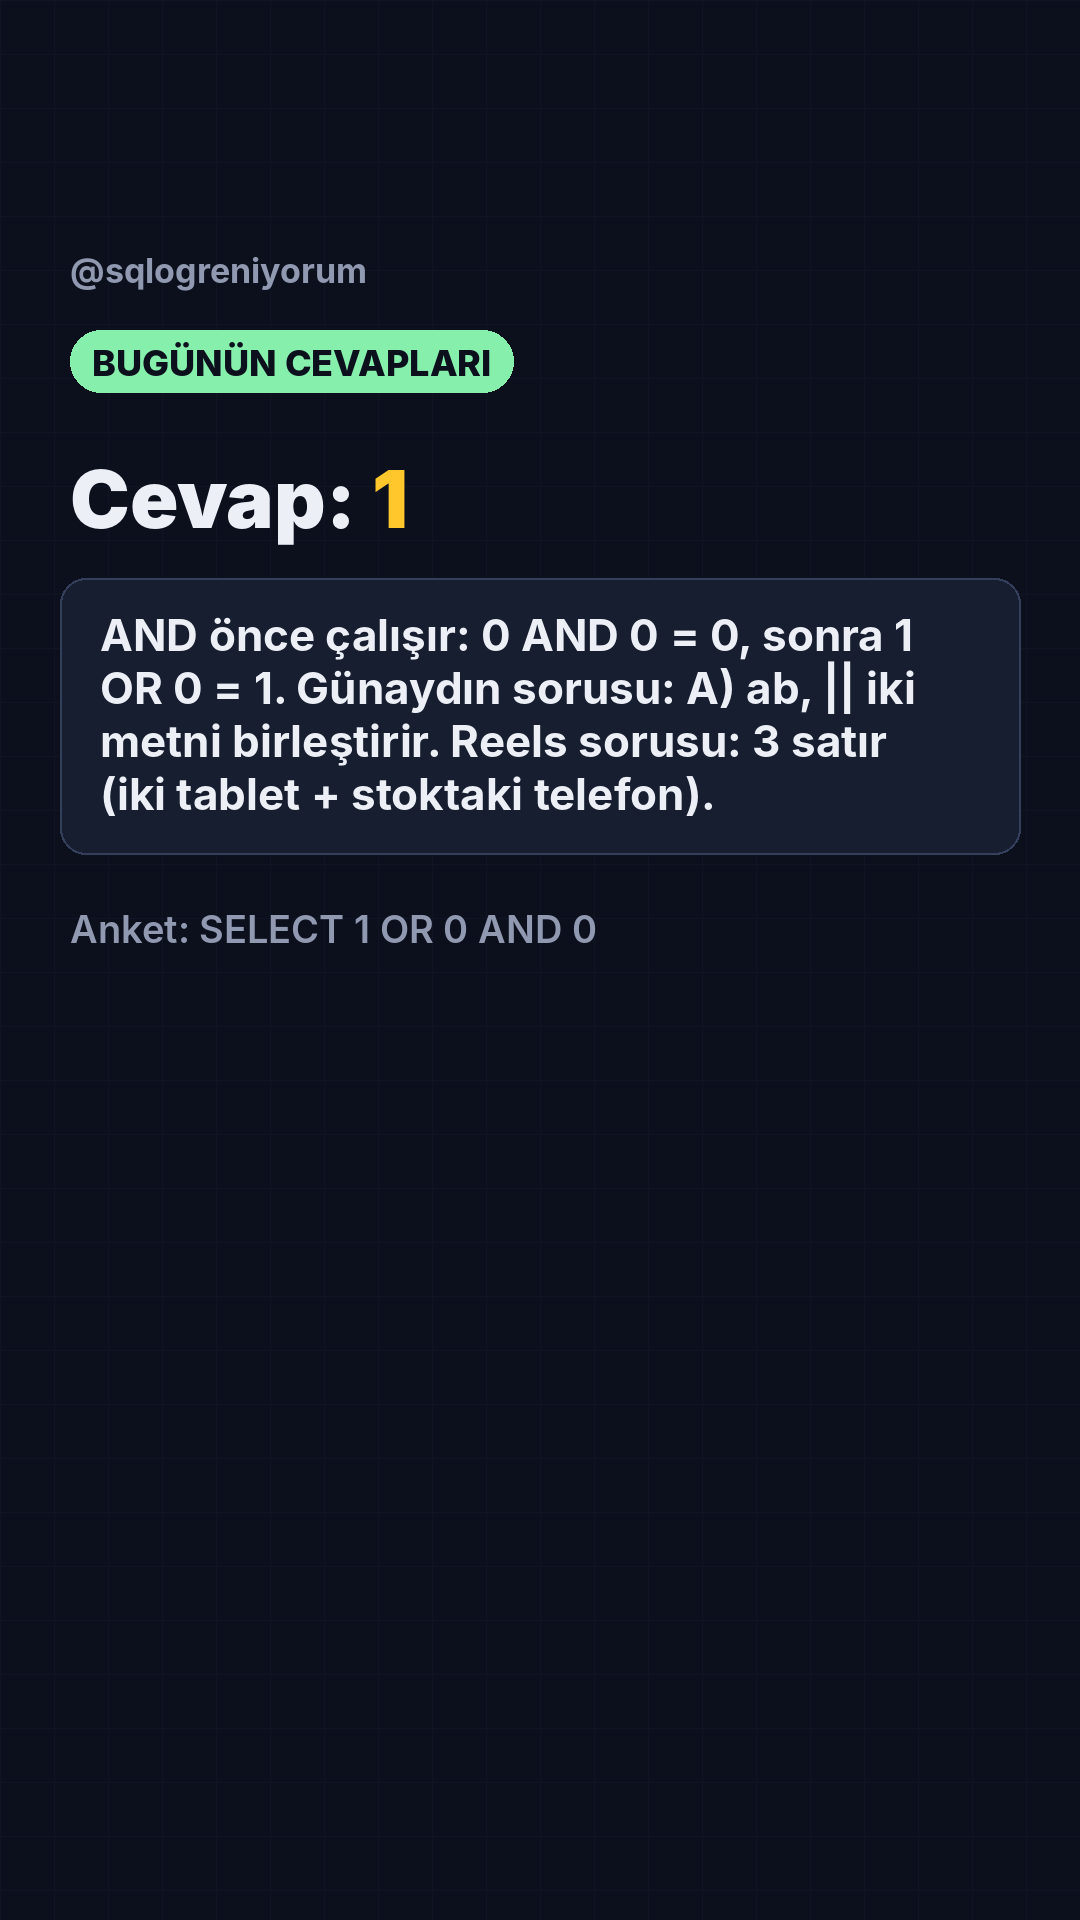 @sqlogreniyorum
BUGÜNÜN CEVAPLARI
Cevap: 1
AND önce çalışır: 0 AND 0 = 0, sonra 1
OR 0 = 1. Günaydın sorusu: A) ab, || iki
metni birleştirir. Reels sorusu: 3 satır
(iki tablet + stoktaki telefon).
Anket: SELECT 1 OR 0 AND 0